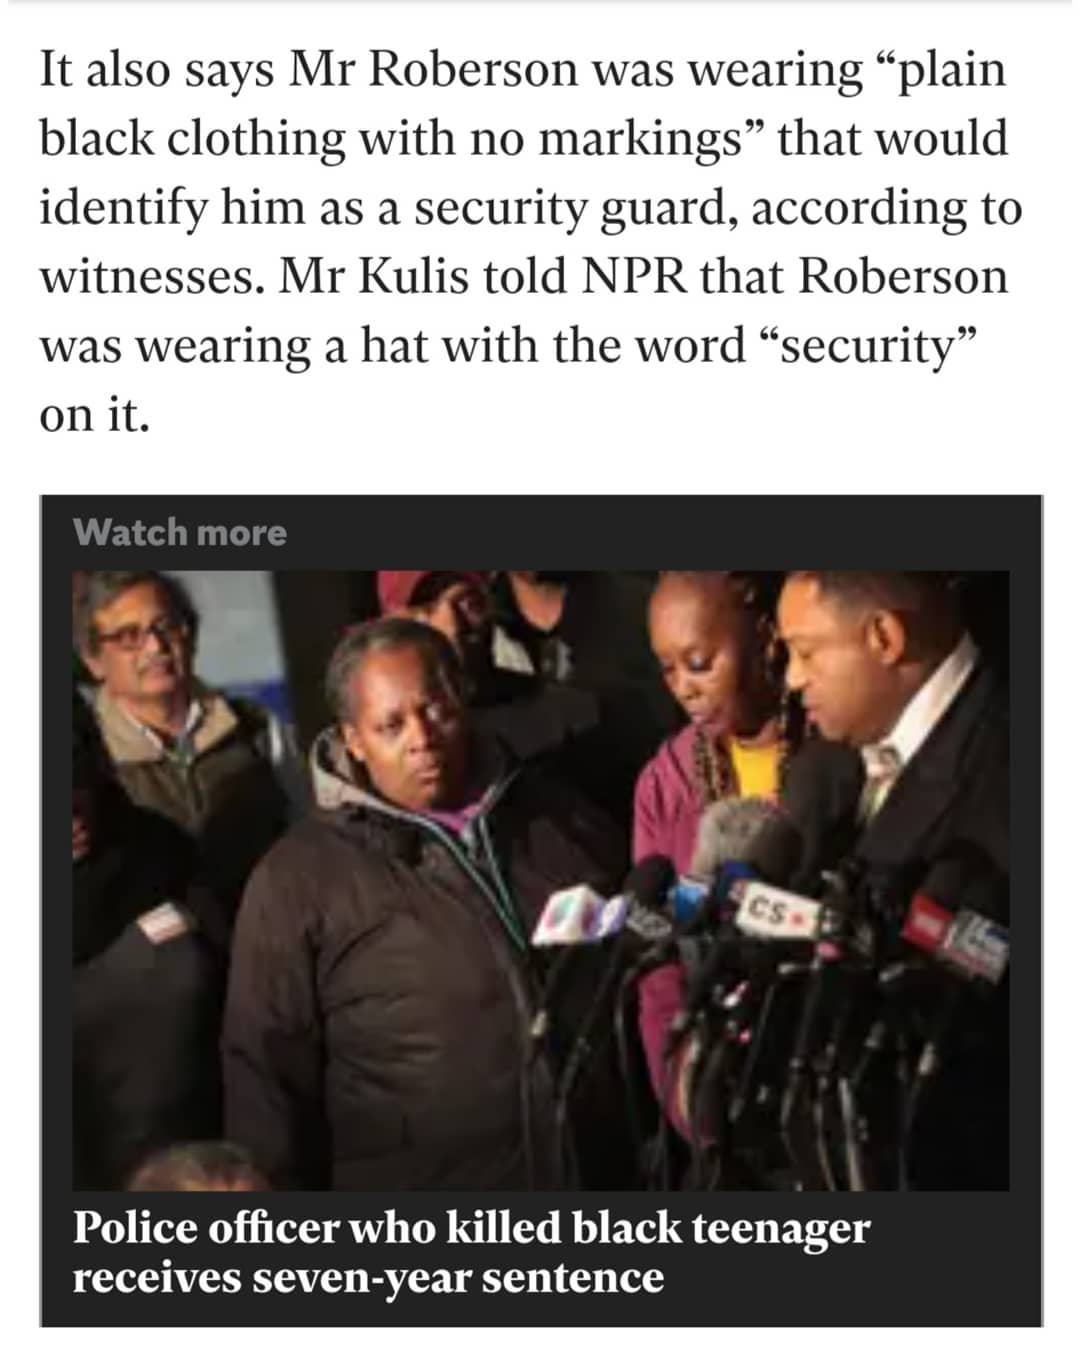 It also says Mr Roberson was wearing “plain
black clothing with no markings” that would
identify him as a security guard, according to
witnesses. Mr Kulis told NPR that Roberson
was wearing a hat with the word “security”
on it.
Watch more
CS
Police officer who killed black teenager
receives seven-year sentence